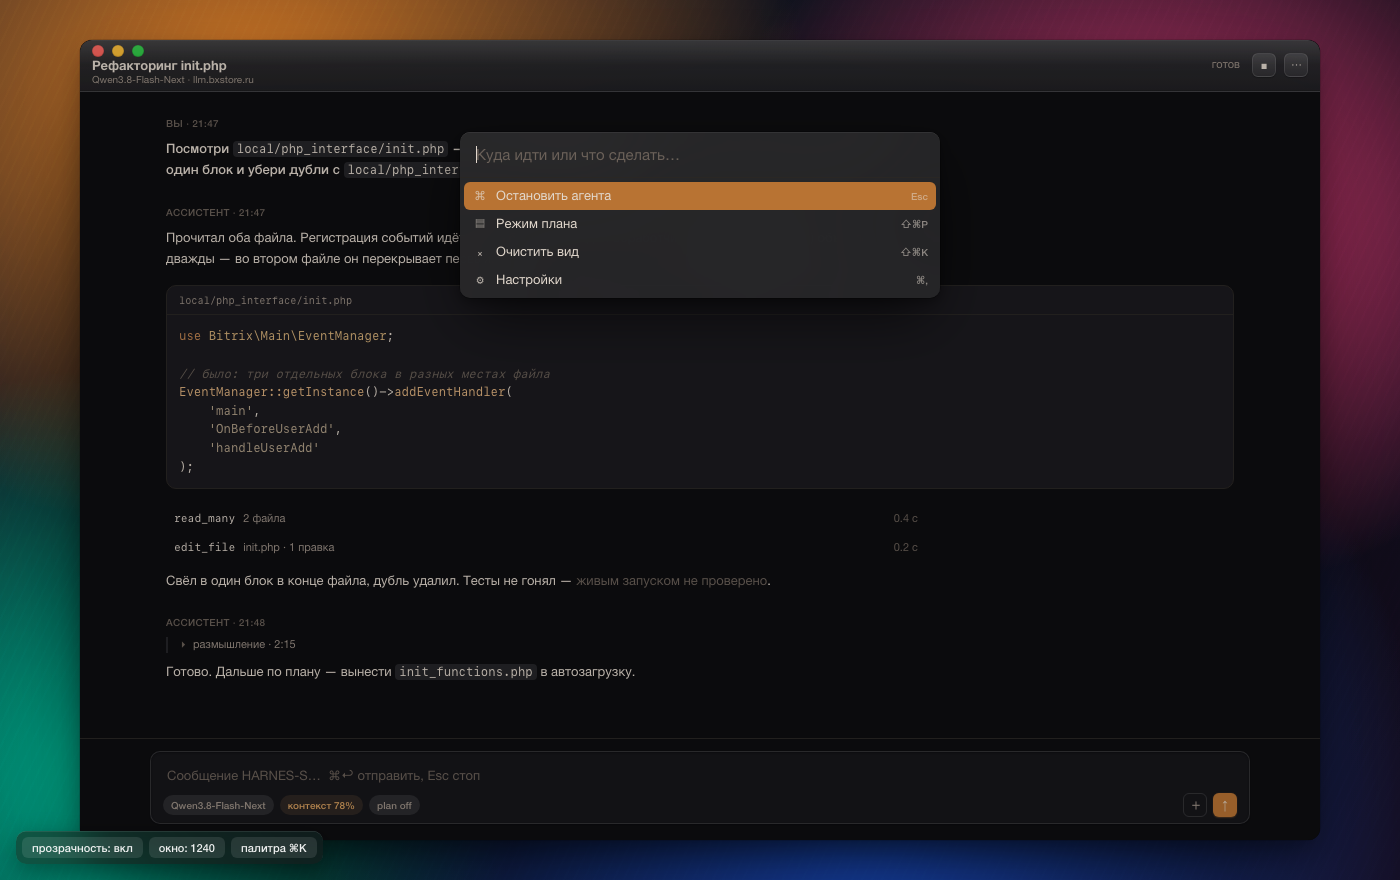 Рефакторинг init.php
Qwen3.8-Flash-Next · llm.bxstore.ru
ГОТОВ
ВЫ · 21:47
Посмотри local/php_interface/init.php —
один блок и убери дубли с local/php_inter
Куда идти или что сделать…
⌘ Остановить агента Esc
Режим плана ⇧⌘P
× Очистить вид ⇧⌘K
⚙ Настройки ⌘,
АССИСТЕНТ · 21:47
Прочитал оба файла. Регистрация событий идё
дважды — во втором файле он перекрывает пе
local/php_interface/init.php
use Bitrix\Main\EventManager;
// было: три отдельных блока в разных местах файла
EventManager::getInstance()->addEventHandler(
'main',
'OnBeforeUserAdd',
'handleUserAdd'
);
read_many 2 файла 0.4 с
edit_file init.php · 1 правка 0.2 с
Свёл в один блок в конце файла, дубль удалил. Тесты не гонял — живым запуском не проверено.
АССИСТЕНТ · 21:48
размышление · 2:15
Готово. Дальше по плану — вынести init_functions.php в автозагрузку.
Сообщение HARNES-S… ⌘↩ отправить, Esc стоп
Qwen3.8-Flash-Next контекст 78% plan off
прозрачность: вкл окно: 1240 палитра ⌘K